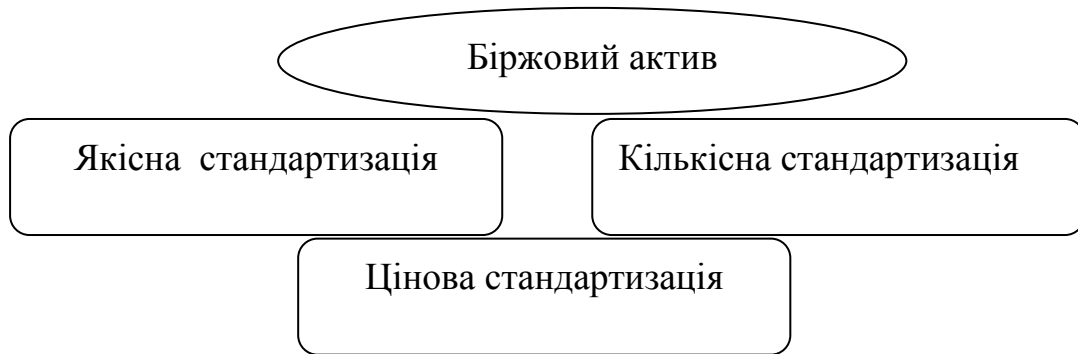 Біржовий актив
Якісна стандартизація
Кількісна стандартизація
Цінова стандартизація